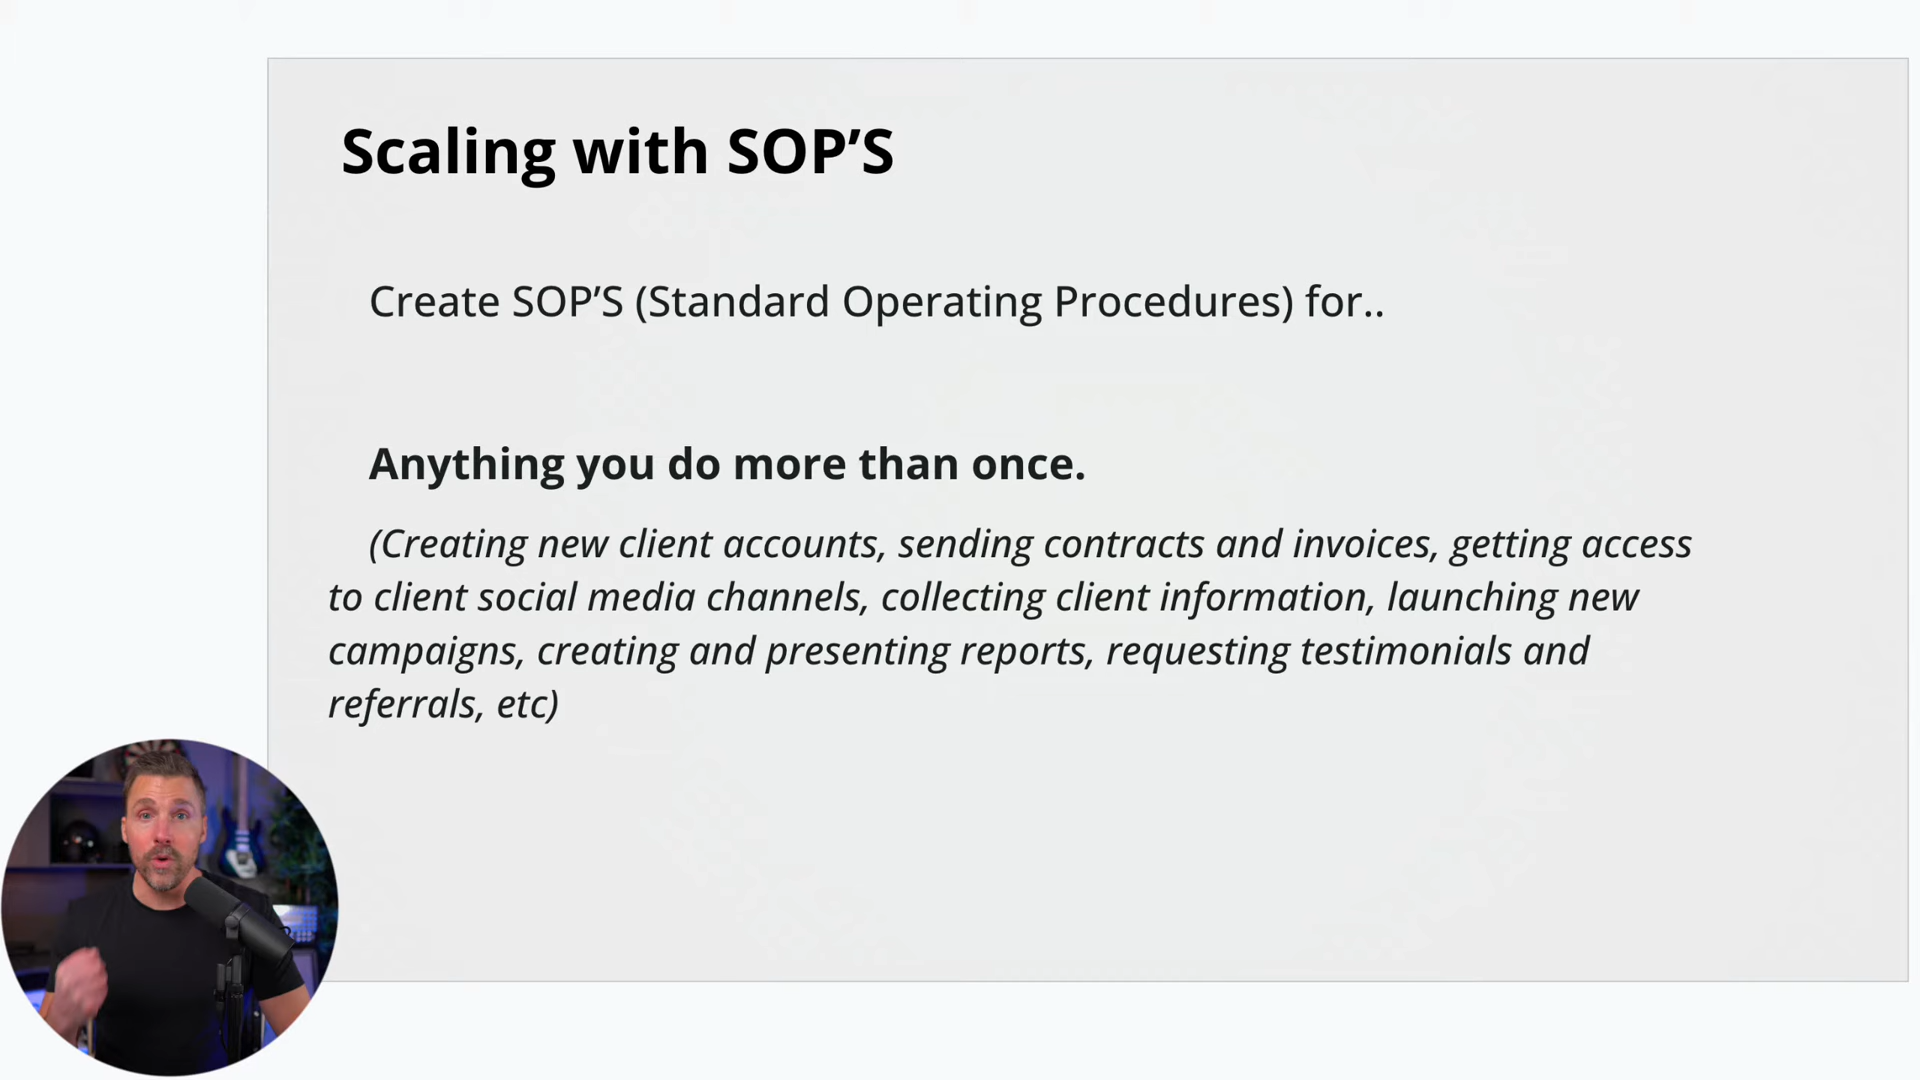 Scaling with SOP’S
Create SOP’S (Standard Operating Procedures) for..
Anything you do more than once.
(Creating new client accounts, sending contracts and invoices, getting access
to client social media channels, collecting client information, launching new
campaigns, creating and presenting reports, requesting testimonials and
referrals, etc)